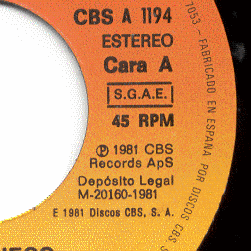 CBS A 1194
ESTEREO
Cara A
S.G.A.E.
45 RPM
℗ 1981 CBS
Records ApS
Depósito Legal
M-20160-1981
E 1981 Discos CBS, S. A.
7053 - FABRICADO EN ESPAÑA POR DISCOS CBS